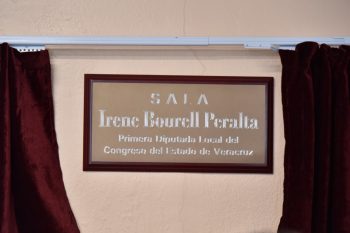 SALA
Irene Bourell Peralta
Primera Diputada Local del
Congreso del Estado de Veracruz